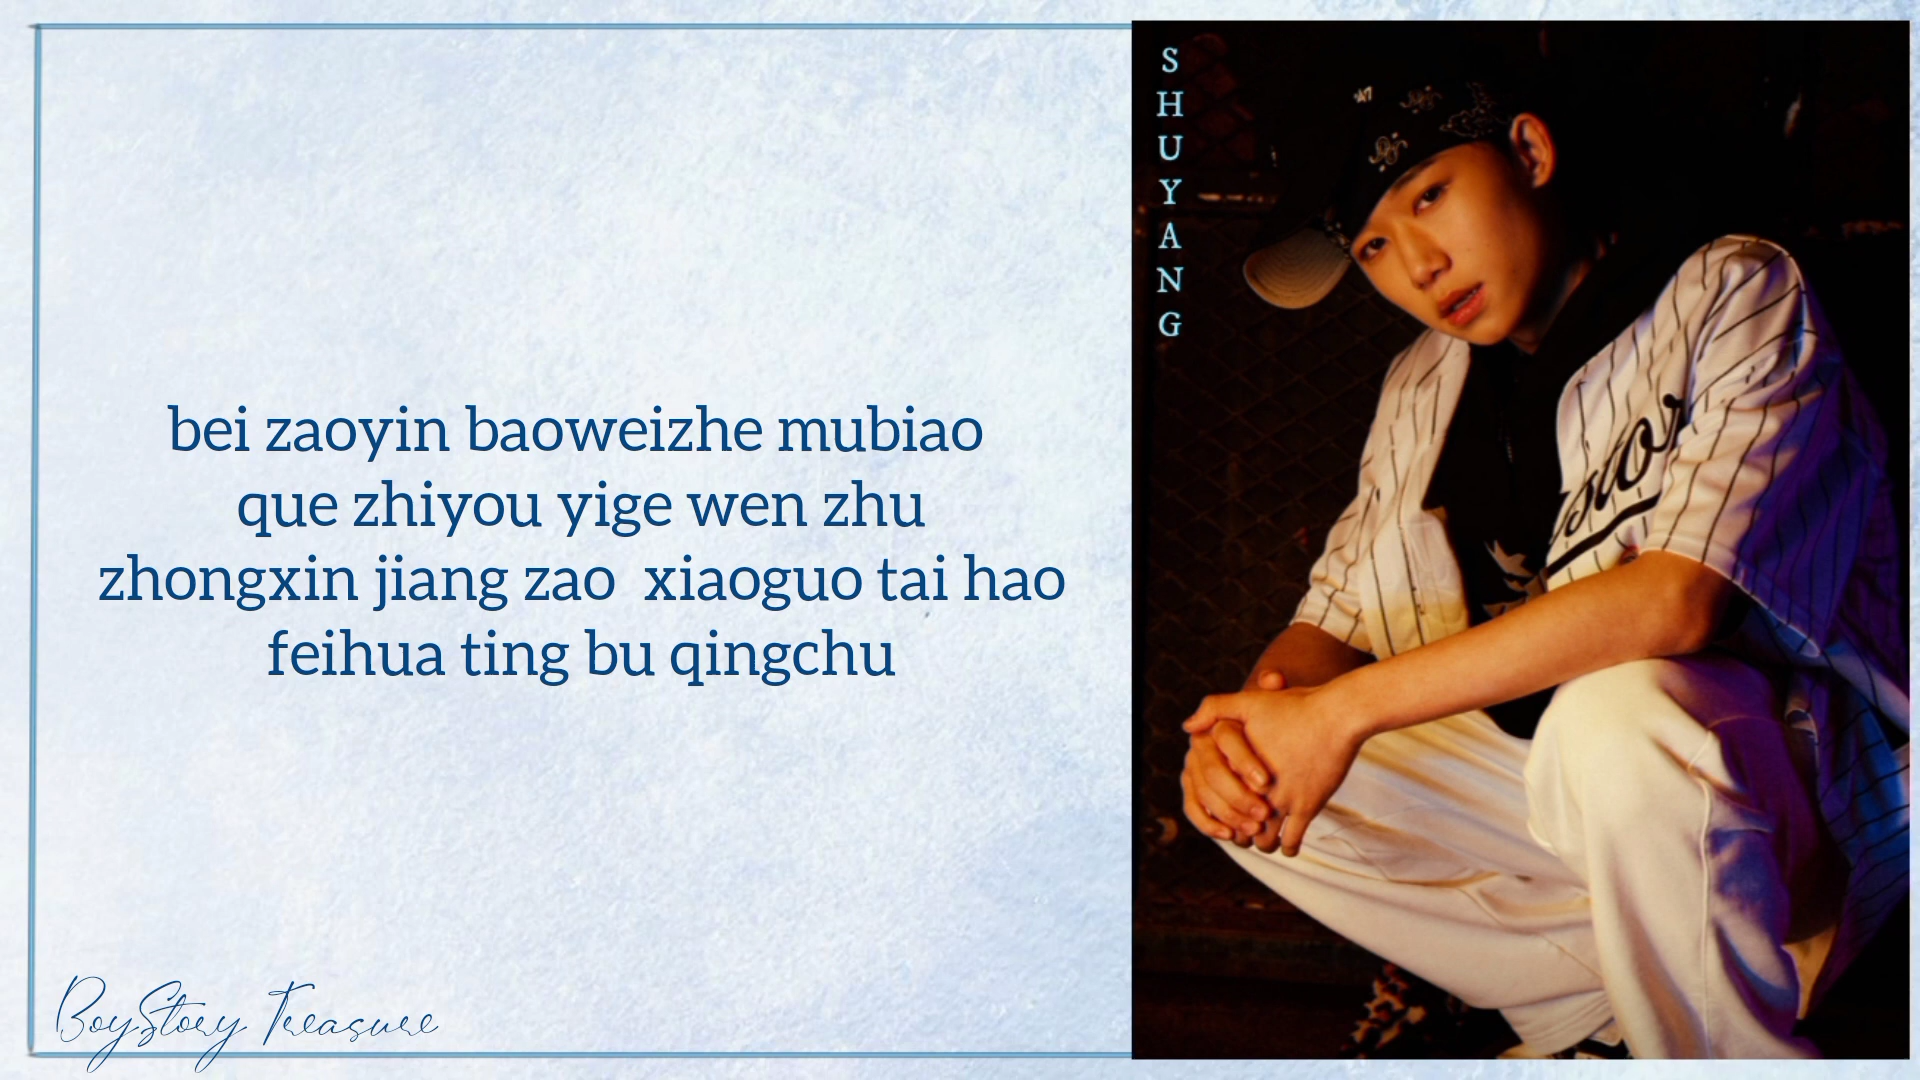 bei zaoyin baoweizhe mubiao
que zhiyou yige wen zhu
zhongxin jiang zao  xiaoguo tai hao
feihua ting bu qingchu
SHUYANG
BoyStory Treasure